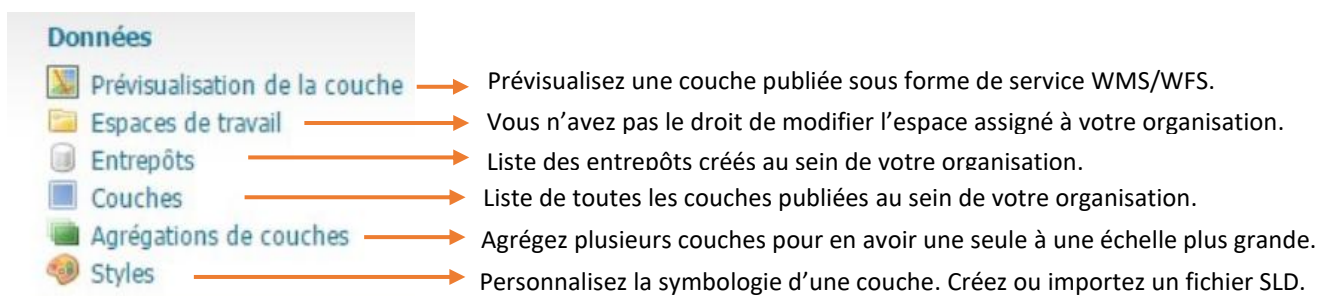 Données
Prévisualisation de la couche Prévisualisez une couche publiée sous forme de service WMS/WFS.
Espaces de travail Vous n’avez pas le droit de modifier l’espace assigné à votre organisation.
Entrepôts Liste des entrepôts créés au sein de votre organisation.
Couches Liste de toutes les couches publiées au sein de votre organisation.
Agrégations de couches Agrégez plusieurs couches pour en avoir une seule à une échelle plus grande.
Styles Personnalisez la symbologie d’une couche. Créez ou importez un fichier SLD.